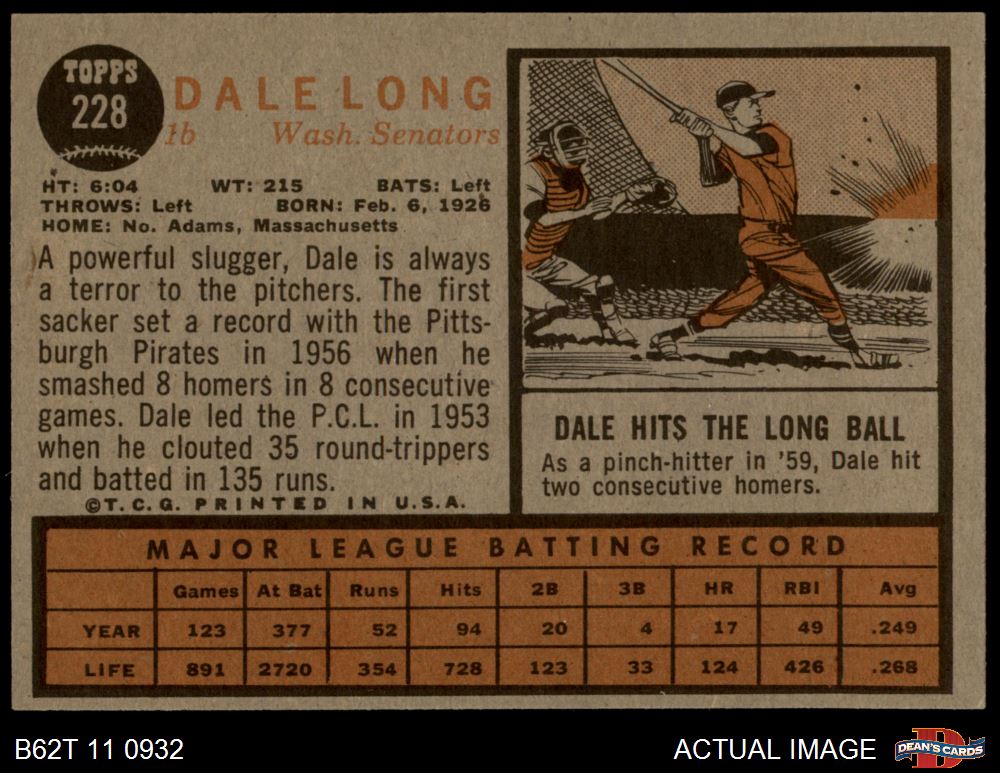 TOPPS
228
DALE LONG
1b Wash. Senators
HT: 6:04 WT: 215 BATS: Left
THROWS: Left BORN: Feb. 6, 1926
HOME: No. Adams, Massachusetts
A powerful slugger, Dale is always
a terror to the pitchers. The first
sacker set a record with the Pitts-
burgh Pirates in 1956 when he
smashed 8 homers in 8 consecutive
games. Dale led the P.C.L. in 1953
when he clouted 35 round-trippers
and batted in 135 runs.
©T.C.G. PRINTED IN U.S.A.
DALE HITS THE LONG BALL
As a pinch-hitter in '59, Dale hit
two consecutive homers.
MAJOR LEAGUE BATTING RECORD
Games At Bat Runs Hits 2B 3B HR RBI Avg
YEAR 123 377 52 94 20 4 17 49 .249
LIFE 891 2720 354 728 123 33 124 426 .268
B62T 11 0932 ACTUAL IMAGE
D
DEAN'S CARDS